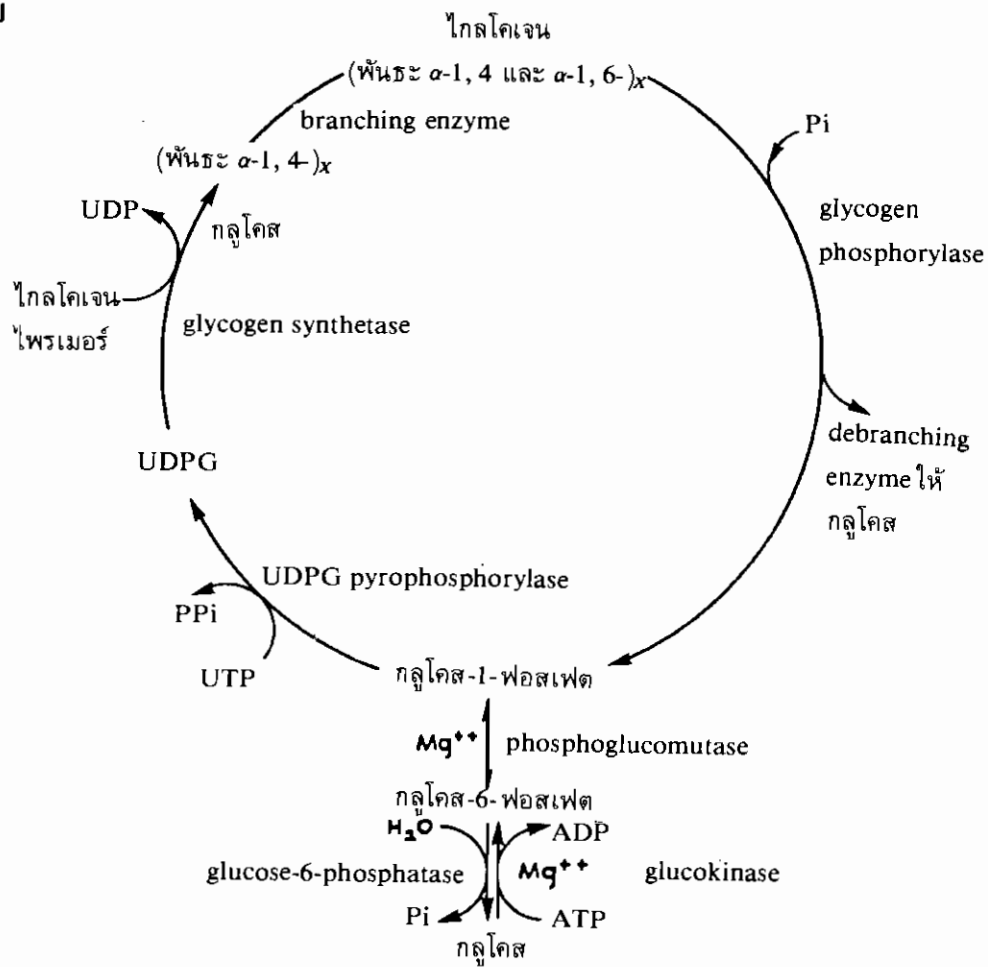 ไกลโคเจน
(พันธะ α-1, 4 และ α-1, 6-)x
branching enzyme
Pi
(พันธะ α-1, 4-)x
UDP
กลูโคส
glycogen
phosphorylase
ไกลโคเจน
ไพรเมอร์
glycogen synthetase
debranching
enzyme ให้
กลูโคส
UDPG
UDPG pyrophosphorylase
PPi
UTP
กลูโคส-1-ฟอสเฟต
Mg++ phosphoglucomutase
กลูโคส-6-ฟอสเฟต
H2O ADP
glucose-6-phosphatase Mg++ glucokinase
Pi ATP
กลูโคส